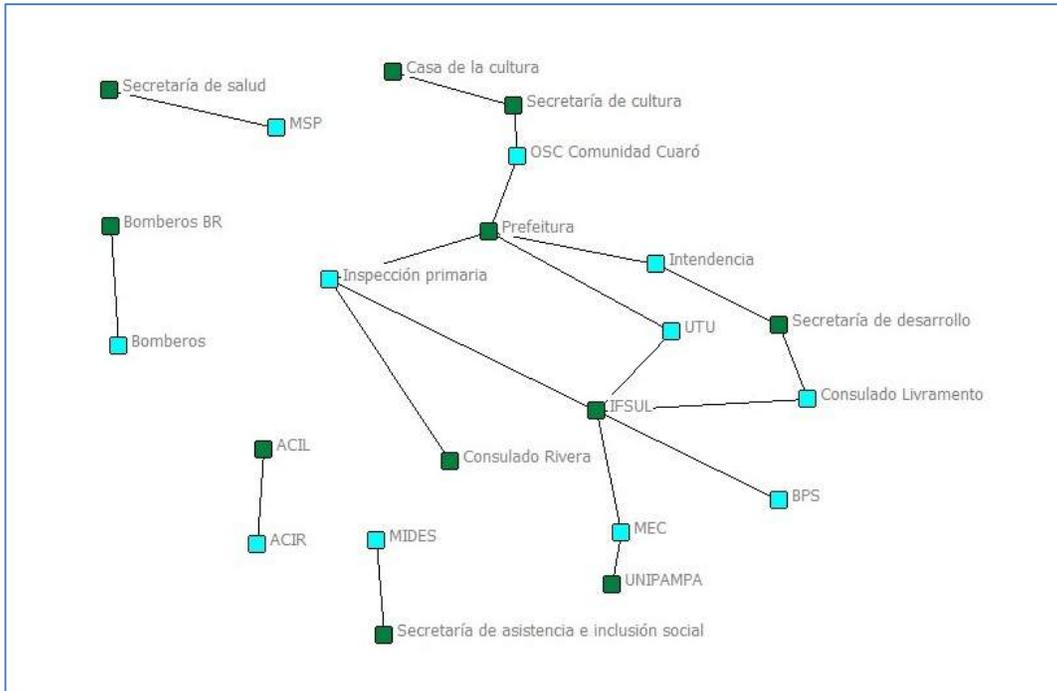 Casa de la cultura
Secretaría de salud
Secretaría de cultura
MSP
OSC Comunidad Cuaró
Bomberos BR
Prefeitura
Intendencia
Inspección primaria
Secretaría de desarrollo
UTU
Bomberos
Consulado Livramento
IFSUL
ACIL
Consulado Rivera
BPS
MEC
MIDES
ACIR
UNIPAMPA
Secretaría de asistencia e inclusión social